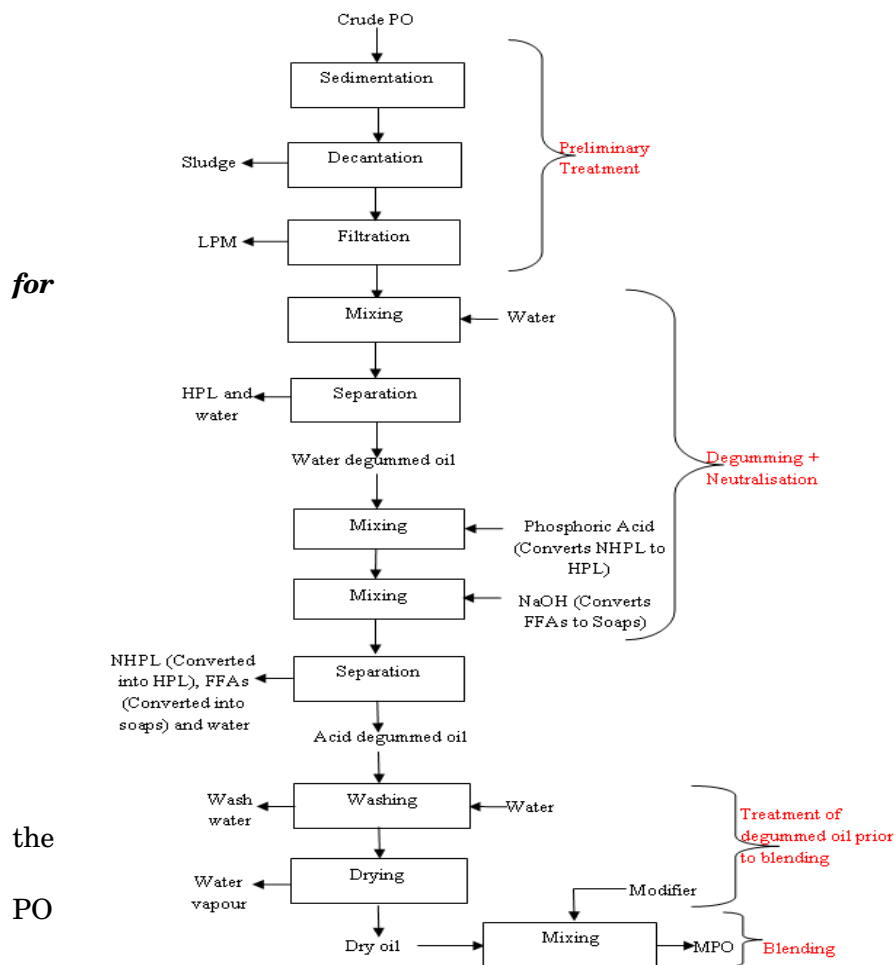 Crude PO
Sedimentation
Preliminary
Treatment
Sludge
Decantation
LPM
Filtration
for
Mixing
Water
HPL and
water
Separation
Water degummed oil
Degumming +
Neutralisation
Mixing
Phosphoric Acid
(Converts NHPL to
HPL)
Mixing
NaOH (Converts
FFAs to Soaps)
NHPL (Converted
into HPL), FFAs
(Converted into
soaps) and water
Separation
Acid degummed oil
Wash
water
Washing
Water
Treatment of
degummed oil prior
to blending
the
Water
vapour
Drying
Modifier
PO
Dry oil
Mixing
MPO
Blending